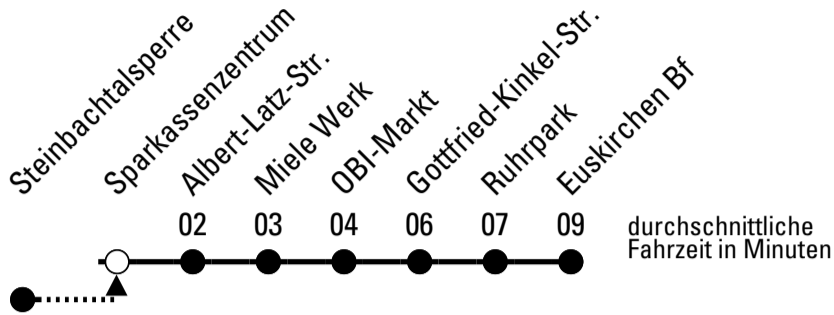 Steinbachtalsperre
Sparkassenzentrum
Albert-Latz-Str.
Miele Werk
OBI-Markt
Gottfried-Kinkel-Str.
Ruhrpark
Euskirchen Bf
02 03 04 06 07 09
durchschnittliche
Fahrzeit in Minuten